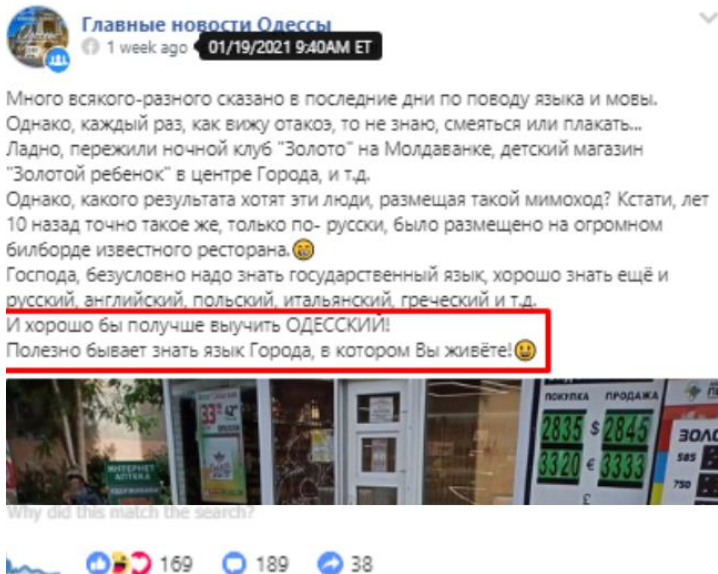 Главные новости Одессы
1 week ago 01/19/2021 9:40AM ET
Много всякого-разного сказано в последние дни по поводу языка и мовы.
Однако, каждый раз, как вижу отакоэ, то не знаю, смеяться или плакать...
Ладно, пережили ночной клуб "Золото" на Молдаванке, детский магазин
"Золотой ребенок" в центре Города, и т.д.
Однако, какого результата хотят эти люди, размещая такой мимоход? Кстати, лет
10 назад точно такое же, только по- русски, было размещено на огромном
билборде известного ресторана.
Господа, безусловно надо знать государственный язык, хорошо знать ещё и
русский, английский, польский, итальянский, греческий и т.д.
И хорошо бы получше выучить ОДЕССКИЙ!
Полезно бывает знать язык Города, в котором Вы живёте!
ПОКУПКА ПРОДАЖА
2835 $ 2845
3320 € 3333
£
ЗОЛО
585
750
33
42
ИНТЕРНЕТ
АПТЕКА
Why did this match the search?
169 189 38